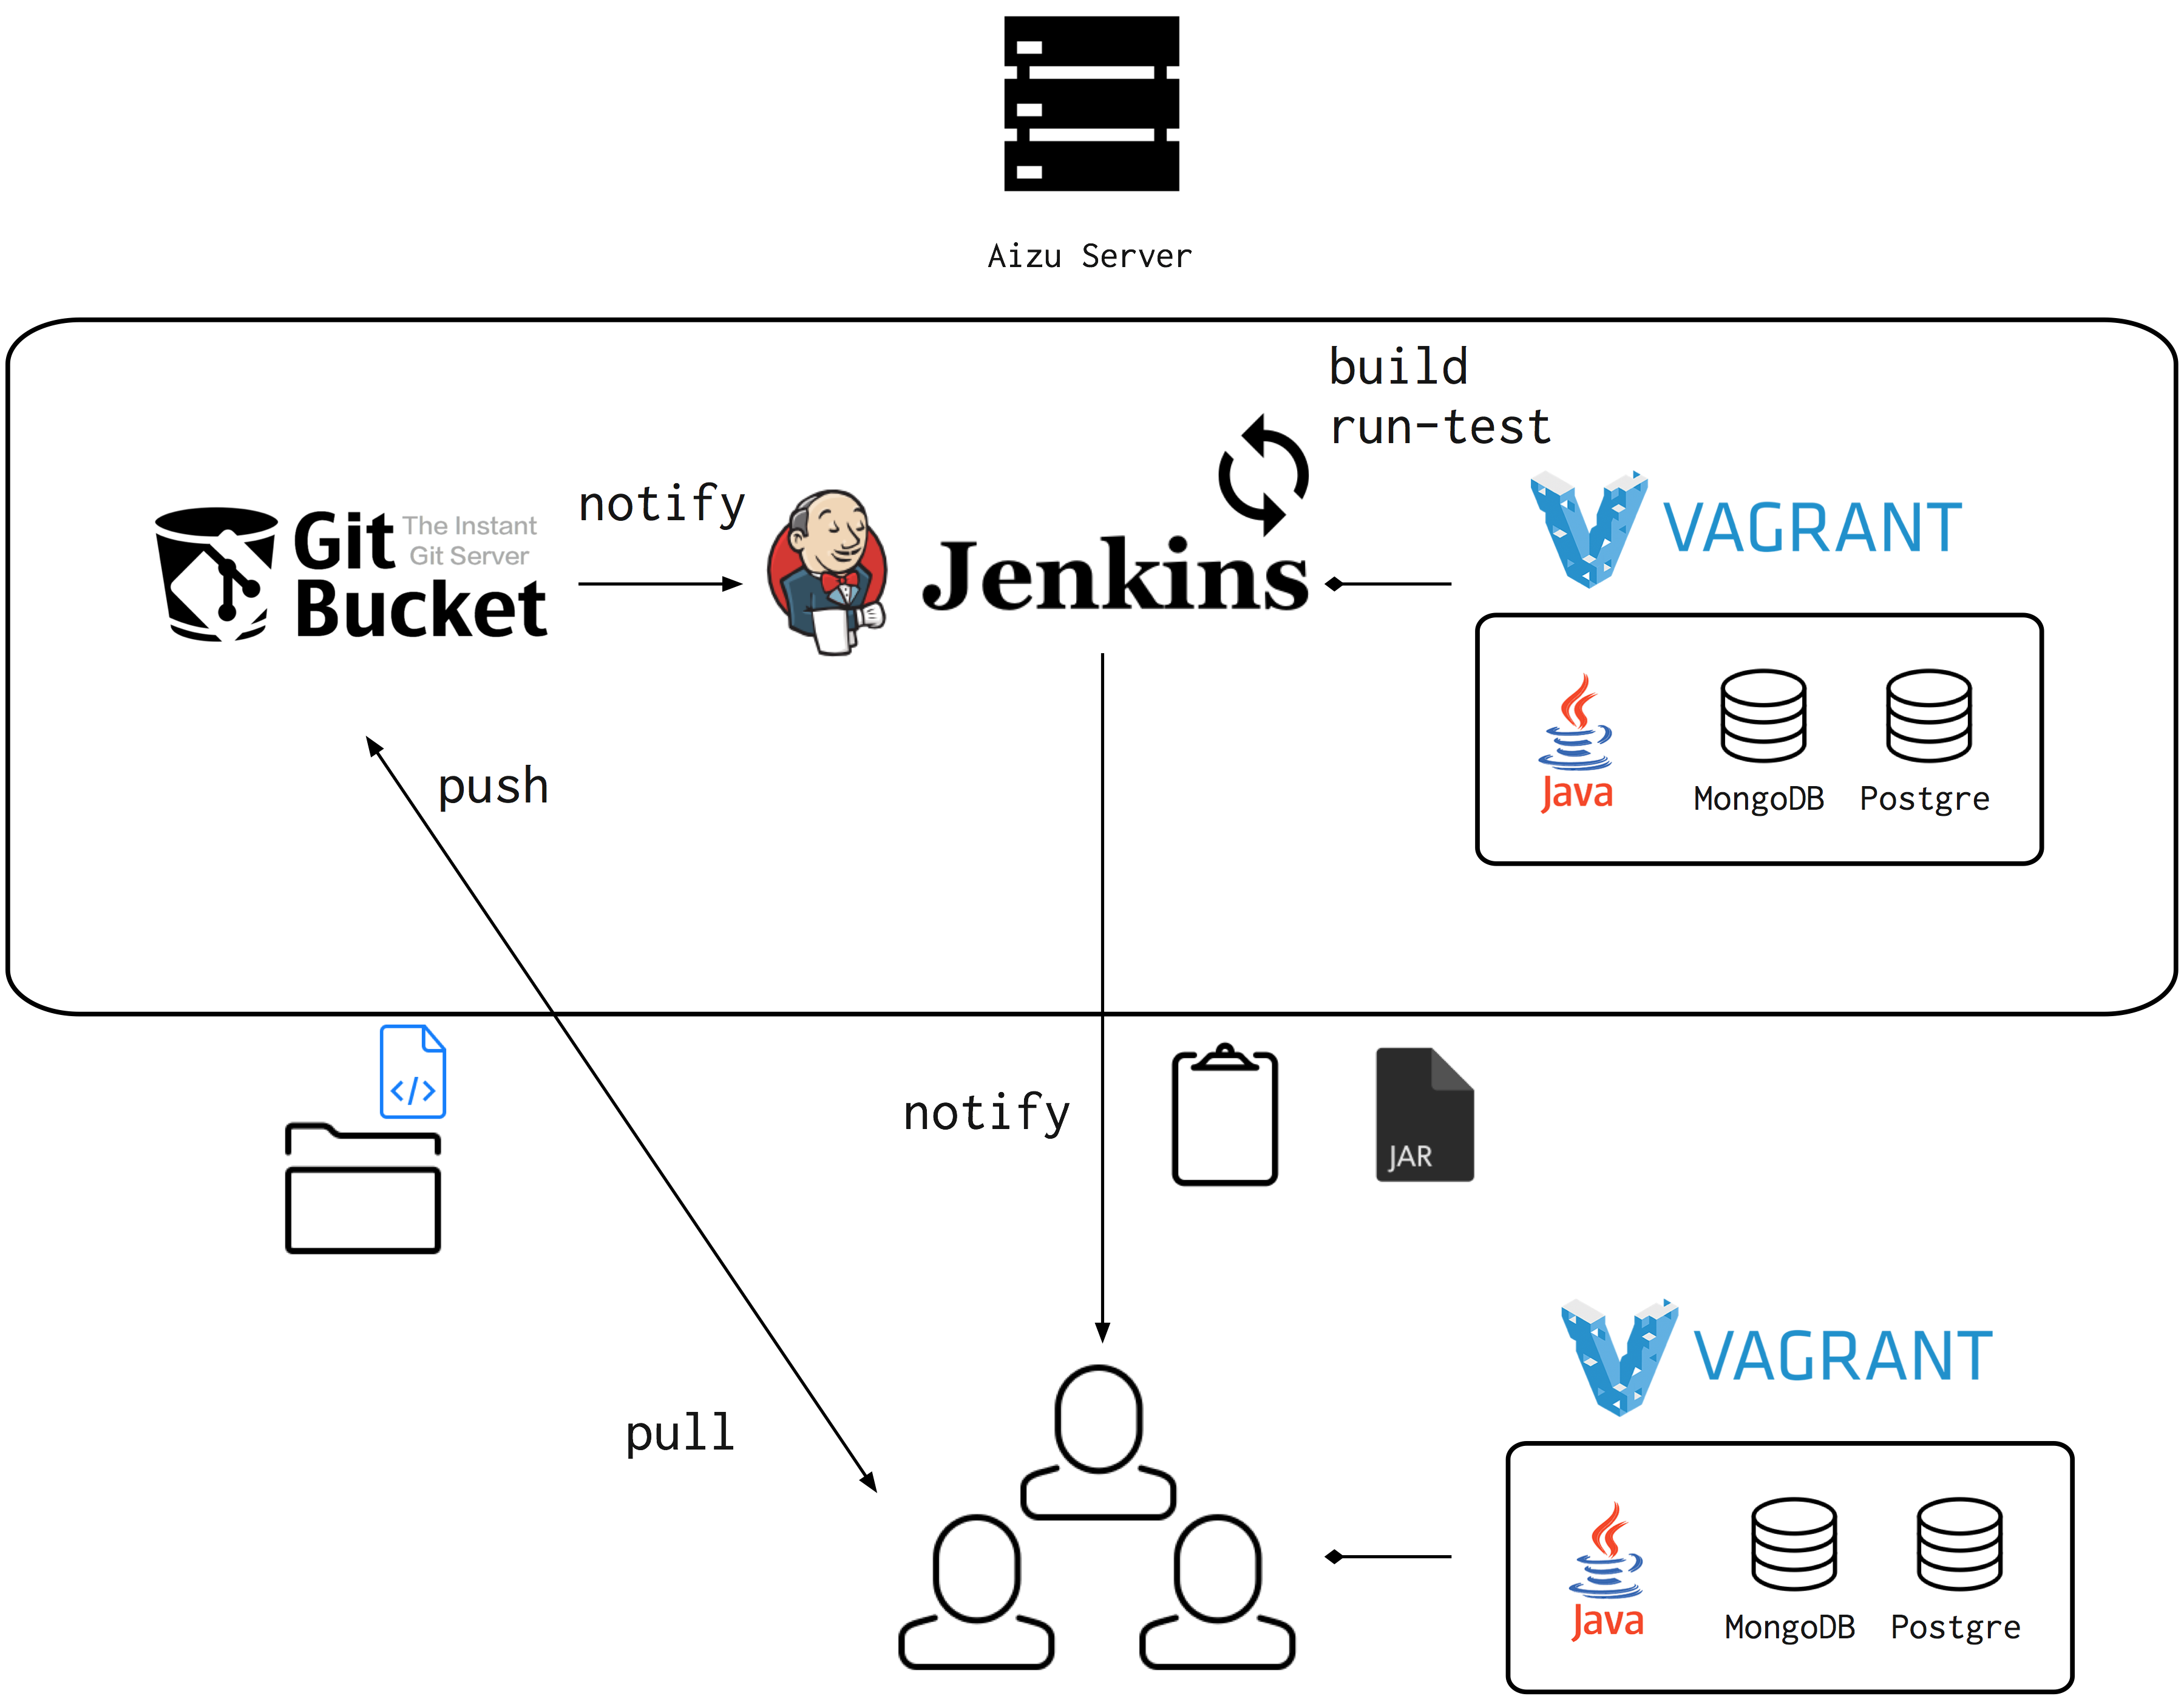 Aizu Server
build
run-test
notify
Git The Instant
Git Server
Bucket
Jenkins
VAGRANT
Java
MongoDB
Postgre
push
notify
JAR
pull
VAGRANT
Java
MongoDB
Postgre